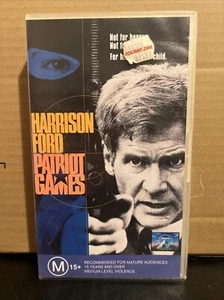 Not for honor.
Not for
For his child.
HARRISON
FORD
PATRIOT
GAMES
M 15+
RECOMMENDED FOR MATURE AUDIENCES
15 YEARS AND OVER
MEDIUM LEVEL VIOLENCE